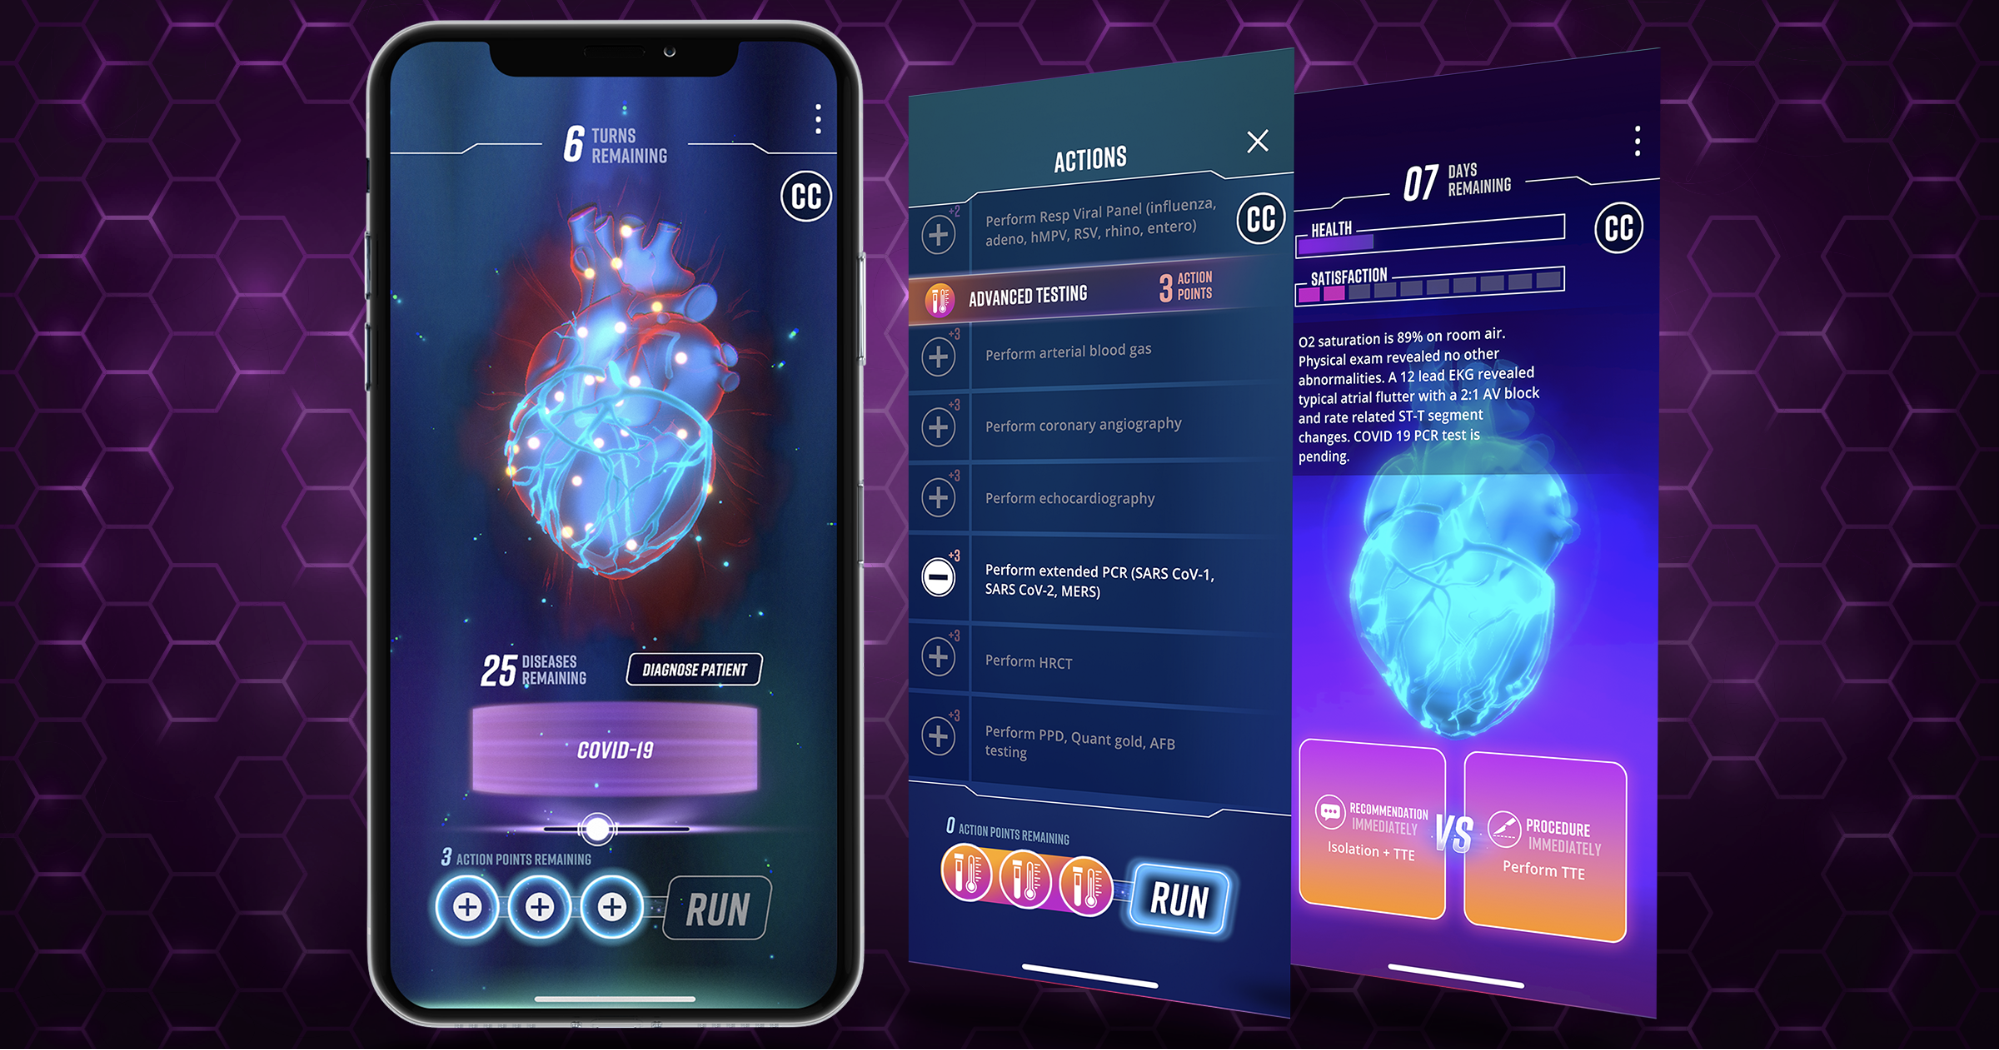 6 TURNS
REMAINING
CC
25 DISEASES
REMAINING
DIAGNOSE PATIENT
COVID-19
3 ACTION POINTS REMAINING
RUN
ACTIONS
CC
+2
Perform Resp Viral Panel (influenza,
adeno, hMPV, RSV, rhino, entero)
ADVANCED TESTING
3 ACTION
POINTS
+3
Perform arterial blood gas
+3
Perform coronary angiography
+3
Perform echocardiography
+3
Perform extended PCR (SARS CoV-1,
SARS CoV-2, MERS)
+3
Perform HRCT
+3
Perform PPD, Quant gold, AFB
testing
0 ACTION POINTS REMAINING
RUN
07 DAYS
REMAINING
HEALTH
CC
SATISFACTION
O2 saturation is 89% on room air.
Physical exam revealed no other
abnormalities. A 12 lead EKG revealed
typical atrial flutter with a 2:1 AV block
and rate related ST-T segment
changes. COVID 19 PCR test is
pending.
RECOMMENDATION
IMMEDIATELY
Isolation + TTE
VS
PROCEDURE
IMMEDIATELY
Perform TTE